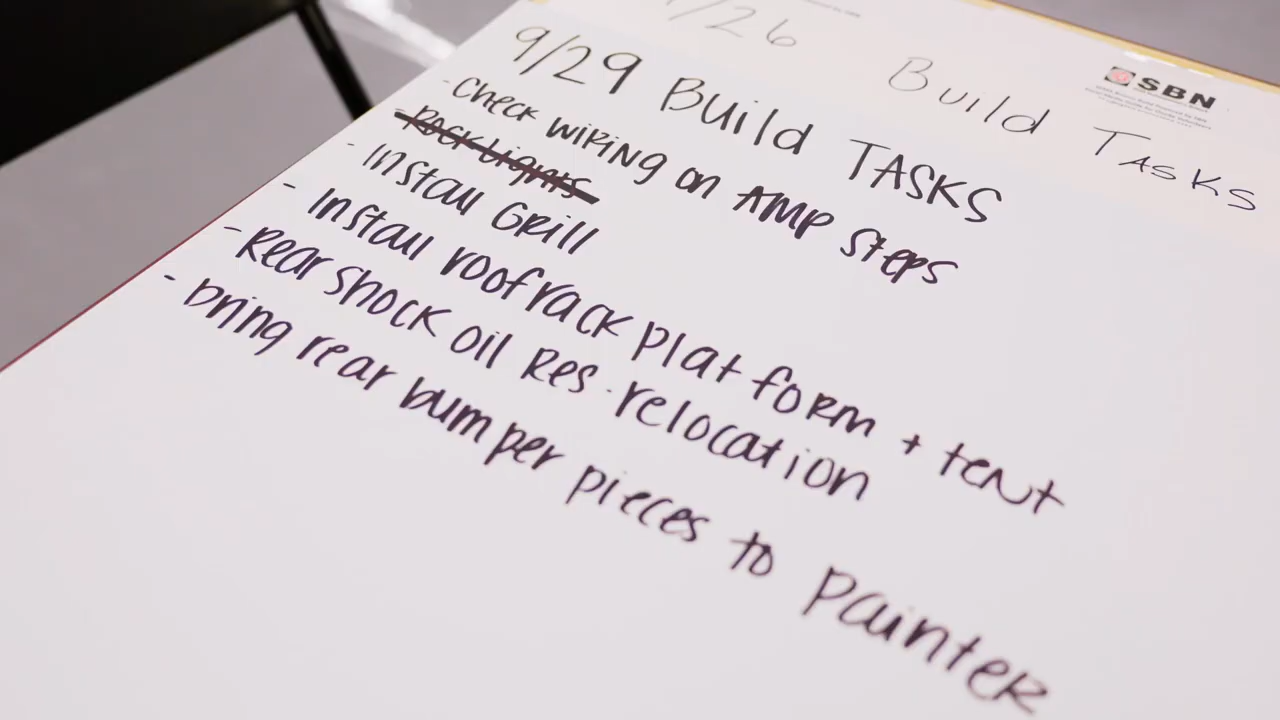 /26 Build Tasks
SBN
9/29 Build TASKS
- Check wiring on AMP steps
- Rock Lights
- Install Grill
- Install roof rack platform + tent
- Rear shock oil Res. relocation
- bring rear bumper pieces to painter